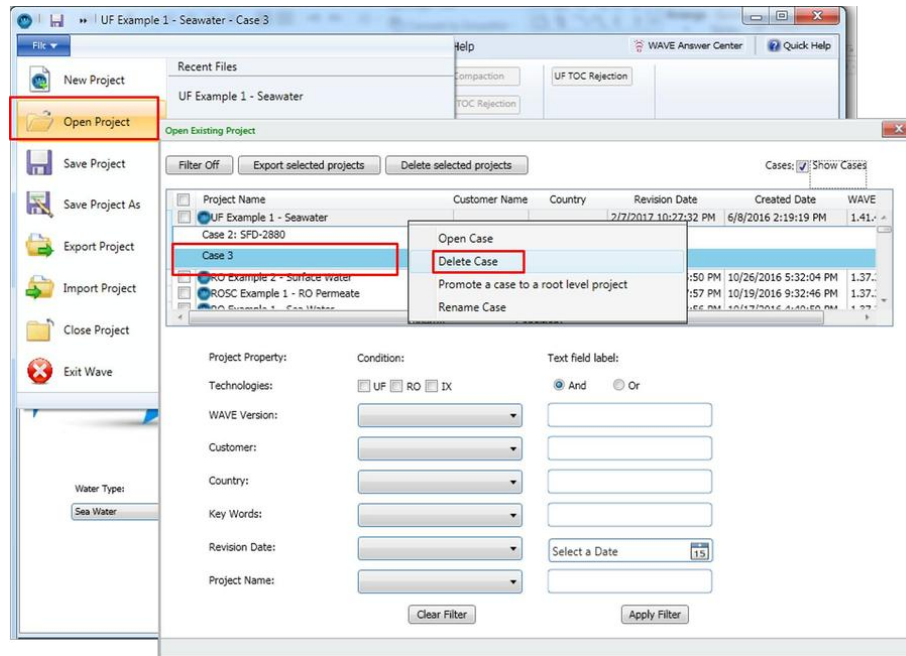 UF Example 1 - Seawater - Case 3
File
Help
WAVE Answer Center
Quick Help
New Project
Open Project
Save Project
Save Project As
Export Project
Import Project
Close Project
Exit Wave
Recent Files
UF Example 1 - Seawater
Compaction
UF TOC Rejection
TOC Rejection
Open Existing Project
Filter Off Export selected projects Delete selected projects Cases: Show Cases
Project Name Customer Name Country Revision Date Created Date WAVE
UF Example 1 - Seawater 2/7/2017 10:27:32 PM 6/8/2016 2:19:19 PM 1.41.
Case 2: SFD-2880
Case 3
RO Example 2 - Surface Water :50 PM 10/26/2016 5:32:04 PM 1.37.
ROSC Example 1 - RO Permeate :57 PM 10/19/2016 9:32:46 PM 1.37.
Open Case
Delete Case
Promote a case to a root level project
Rename Case
Project Property: Condition: Text field label:
Technologies: UF RO IX And Or
WAVE Version:
Customer:
Country:
Key Words:
Revision Date: Select a Date 15
Project Name:
Clear Filter Apply Filter
Water Type:
Sea Water